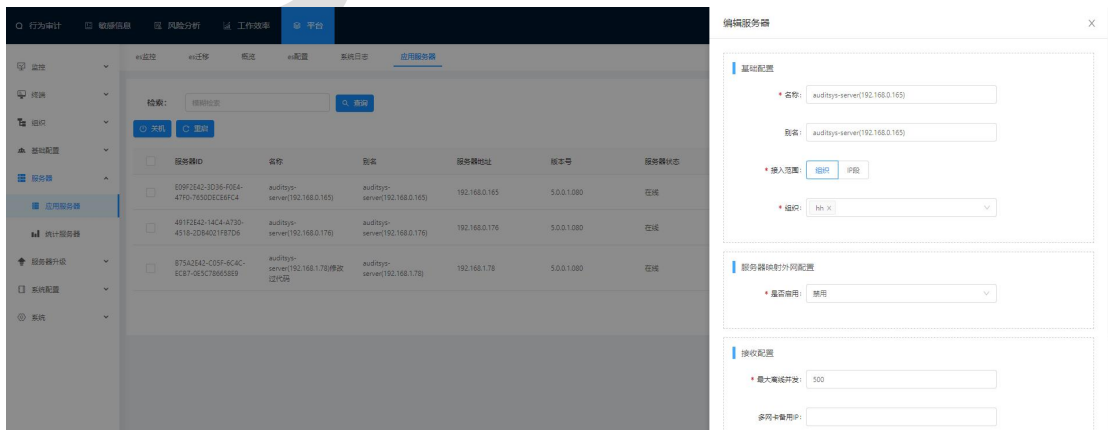 行为审计 敏感信息 风险分析 工作效率 平台
监控
终端
组织
基础配置
服务器
应用服务器
统计服务器
服务器升级
系统配置
系统
es监控 es迁移 概览 es配置 系统日志 应用服务器
检索: 模糊检索 查询
关机 重启
服务器ID 名称 别名 服务器地址 版本号 服务器状态
E09F2E42-3D36-F0E4- auditsys- auditsys- 192.168.0.165 5.0.0.1.080 在线
47F0-7650DECE6FC4 server(192.168.0.165) server(192.168.0.165)
491F2E42-14C4-A730- auditsys- auditsys- 192.168.0.176 5.0.0.1.080 在线
4518-2DB4021F87D6 server(192.168.0.176) server(192.168.0.176)
B75A2E42-C05F-6C4C- auditsys- auditsys- 192.168.1.78 5.0.0.1.080 在线
ECB7-0E5C786658E9 server(192.168.1.78)修改 server(192.168.1.78)
过代码
编辑服务器
基础配置
* 名称: auditsys-server(192.168.0.165)
别名: auditsys-server(192.168.0.165)
* 接入范围: 组织 IP段
* 组织: hh ×
服务器映射外网配置
* 是否启用: 禁用
接收配置
* 最大离线并发: 500
多网卡备用IP: